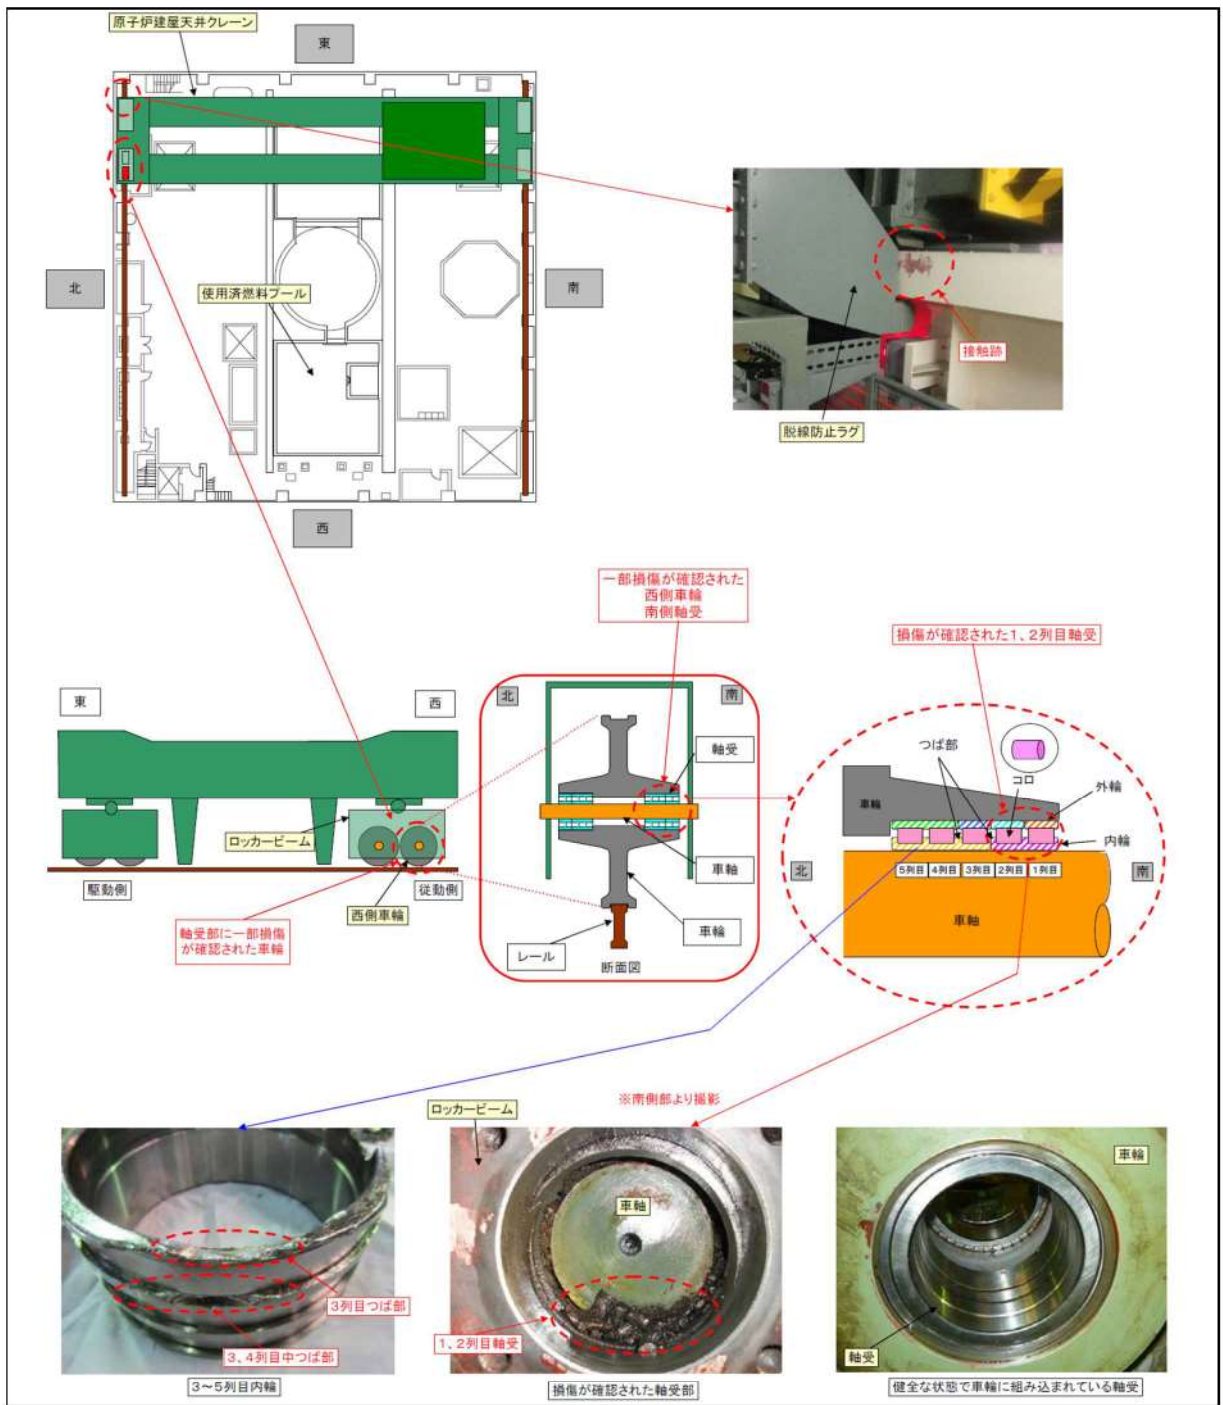 原子炉建屋天井クレーン
東
北
南
使用済燃料プール
西
接触跡
脱線防止ラグ
一部損傷が確認された
西側車輪
南側軸受
損傷が確認された1、2列目軸受
東
西
ロッカービーム
駆動側
従動側
西側車輪
軸受部に一部損傷
が確認された車輪
北
南
軸受
車軸
車輪
レール
断面図
つば部
コロ
外輪
車輪
内輪
北
南
5列目
4列目
3列目
2列目
1列目
車軸
ロッカービーム
※南側部より撮影
3列目つば部
3、4列目中つば部
3～5列目内輪
車軸
1、2列目軸受
損傷が確認された軸受部
車輪
軸受
健全な状態で車輪に組み込まれている軸受